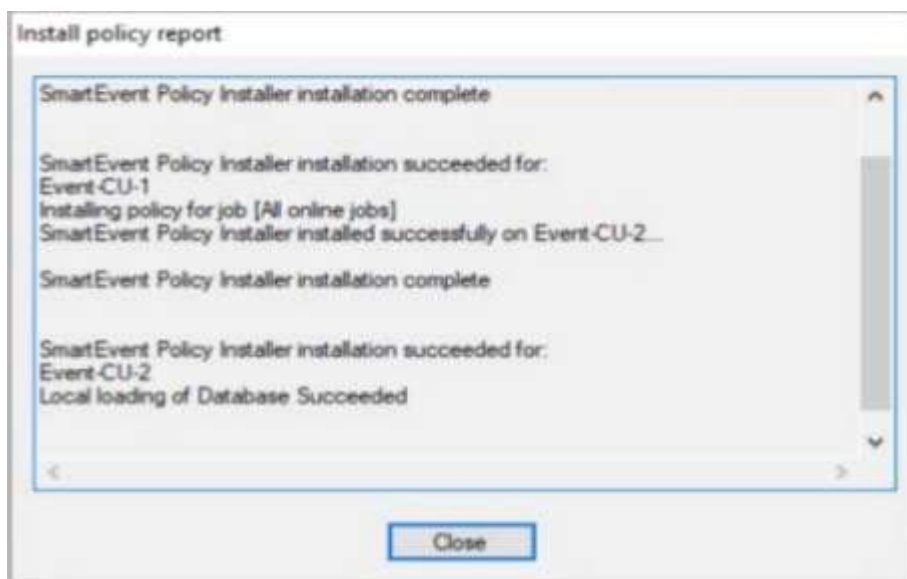 Install policy report
SmartEvent Policy Installer installation complete
SmartEvent Policy Installer installation succeeded for:
Event-CU-1
Installing policy for job [All online jobs]
SmartEvent Policy Installer installed successfully on Event-CU-2...
SmartEvent Policy Installer installation complete
SmartEvent Policy Installer installation succeeded for:
Event-CU-2
Local loading of Database Succeeded
Close